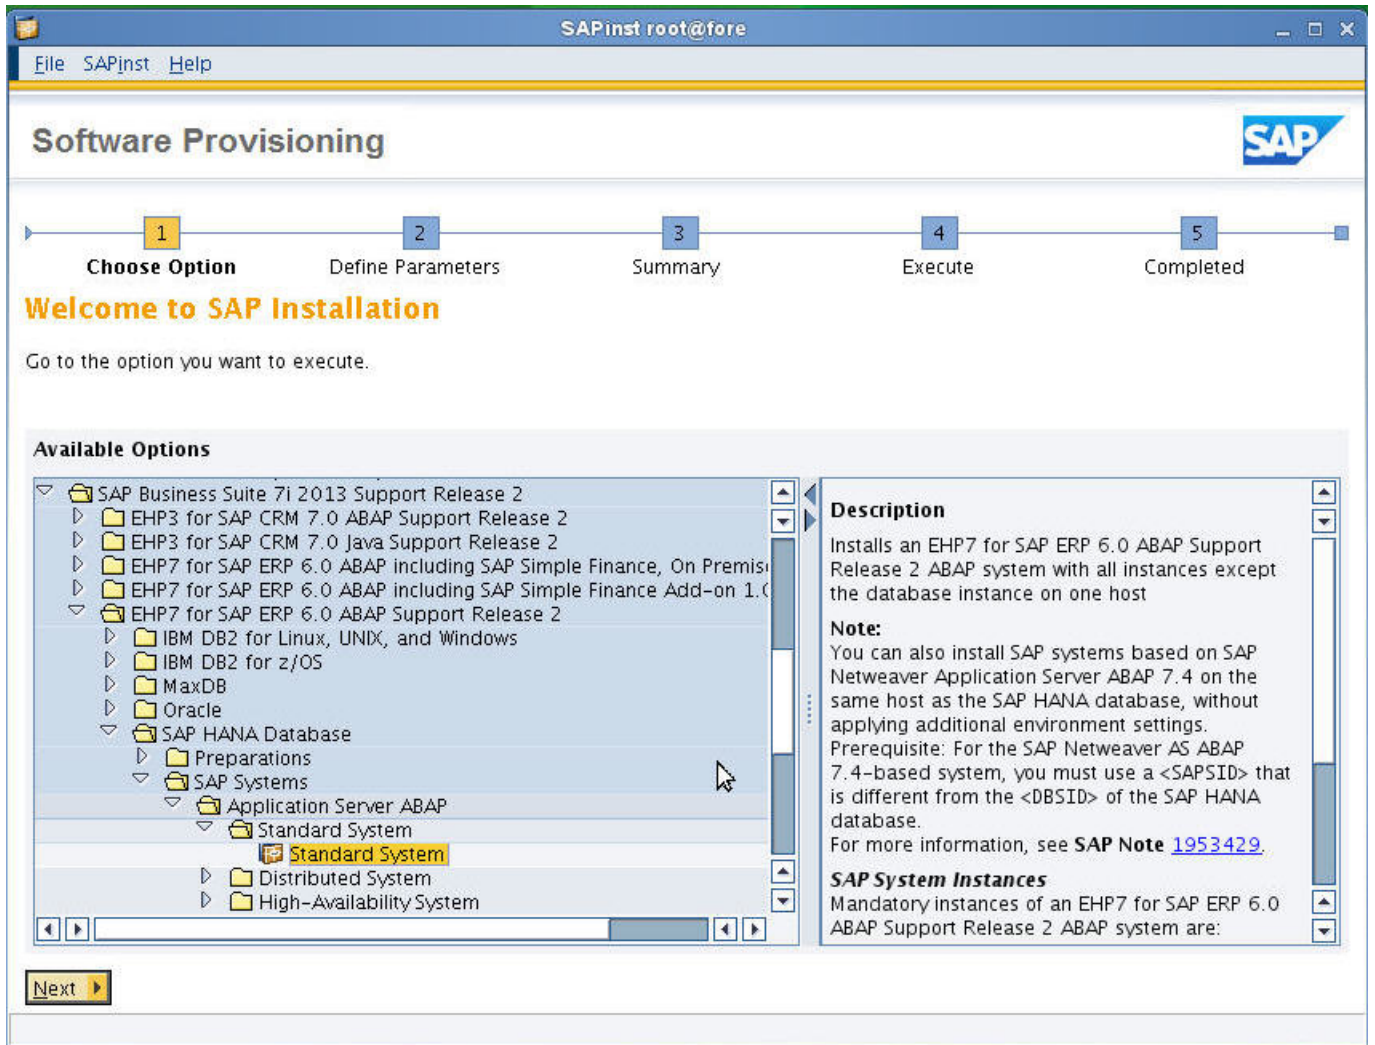 SAPinst root@fore
File SAPinst Help
Software Provisioning
SAP
1 2 3 4 5
Choose Option Define Parameters Summary Execute Completed
Welcome to SAP Installation
Go to the option you want to execute.
Available Options
SAP Business Suite 7i 2013 Support Release 2
EHP3 for SAP CRM 7.0 ABAP Support Release 2
EHP3 for SAP CRM 7.0 Java Support Release 2
EHP7 for SAP ERP 6.0 ABAP including SAP Simple Finance, On Premis
EHP7 for SAP ERP 6.0 ABAP including SAP Simple Finance Add-on 1.
EHP7 for SAP ERP 6.0 ABAP Support Release 2
IBM DB2 for Linux, UNIX, and Windows
IBM DB2 for z/OS
MaxDB
Oracle
SAP HANA Database
Preparations
SAP Systems
Application Server ABAP
Standard System
Standard System
Distributed System
High-Availability System
Description
Installs an EHP7 for SAP ERP 6.0 ABAP Support
Release 2 ABAP system with all instances except
the database instance on one host
Note:
You can also install SAP systems based on SAP
Netweaver Application Server ABAP 7.4 on the
same host as the SAP HANA database, without
applying additional environment settings.
Prerequisite: For the SAP Netweaver AS ABAP
7.4-based system, you must use a <SAPSID> that
is different from the <DBSID> of the SAP HANA
database.
For more information, see SAP Note 1953429.
SAP System Instances
Mandatory instances of an EHP7 for SAP ERP 6.0
ABAP Support Release 2 ABAP system are:
Next